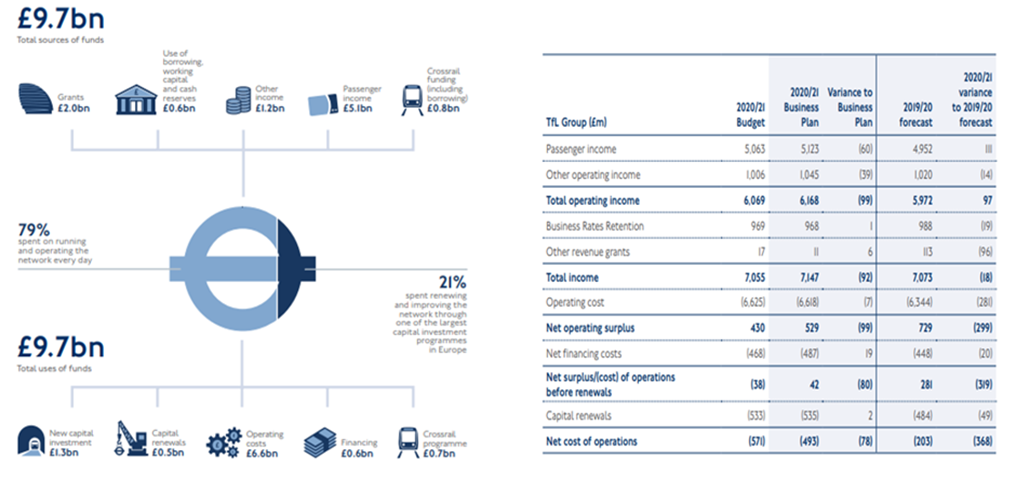 £9.7bn
Total sources of funds
Grants
£2.0bn
Use of
borrowing,
working
capital
and cash
reserves
£0.6bn
Other
income
£1.2bn
Passenger
income
£5.1bn
Crossrail
funding
(including
borrowing)
£0.8bn
79%
spent on running
and operating the
network every day
21%
spent renewing
and improving the
network through
one of the largest
capital investment
programmes
in Europe
£9.7bn
Total uses of funds
New capital
investment
£1.3bn
Capital
renewals
£0.5bn
Operating
costs
£6.6bn
Financing
£0.6bn
Crossrail
programme
£0.7bn
TfL Group (£m) 2020/21 Budget 2020/21 Business Plan Variance to Business Plan 2019/20 forecast 2020/21 variance to 2019/20 forecast
Passenger income 5,063 5,123 (60) 4,952 111
Other operating income 1,006 1,045 (39) 1,020 (14)
Total operating income 6,069 6,168 (99) 5,972 97
Business Rates Retention 969 968 1 988 (19)
Other revenue grants 17 11 6 113 (96)
Total income 7,055 7,147 (92) 7,073 (18)
Operating cost (6,625) (6,618) (7) (6,344) (281)
Net operating surplus 430 529 (99) 729 (299)
Net financing costs (468) (487) 19 (448) (20)
Net surplus/(cost) of operations
before renewals (38) 42 (80) 281 (319)
Capital renewals (533) (535) 2 (484) (49)
Net cost of operations (571) (493) (78) (203) (368)